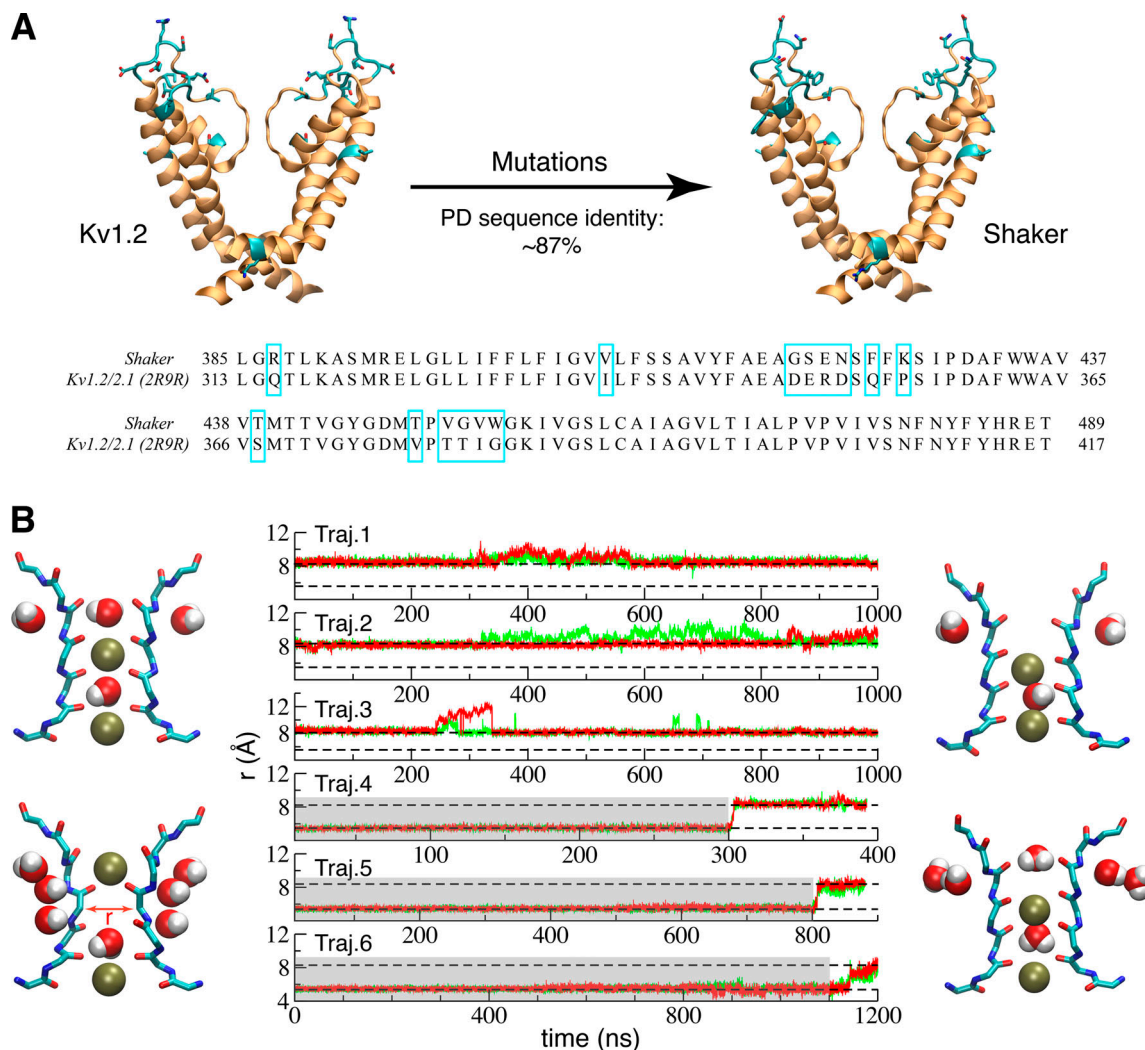 A
Kv1.2
Mutations
PD sequence identity:
~87%
Shaker
Shaker 385 L G R T L K A S M R E L G L L I F F L F I G V V L F S S A V Y F A E A G S E N S F F K S I P D A F W W A V 437
Kv1.2/2.1 (2R9R) 313 L G Q T L K A S M R E L G L L I F F L F I G V I L F S S A V Y F A E A D E R D S Q F P S I P D A F W W A V 365
Shaker 438 V T M T T V G Y G D M T P V G V W G K I V G S L C A I A G V L T I A L P V P V I V S N F N Y F Y H R E T 489
Kv1.2/2.1 (2R9R) 366 V S M T T V G Y G D M V P T T I G G K I V G S L C A I A G V L T I A L P V P V I V S N F N Y F Y H R E T 417
B
12 Traj.1
8
200 400 600 800 1000
12 Traj.2
8
200 400 600 800 1000
12 Traj.3
8
200 400 600 800 1000
12 Traj.4
8
100 200 300 400
12 Traj.5
8
200 400 600 800
12 Traj.6
8
4
0 400 800 1200
r (Å)
time (ns)
r